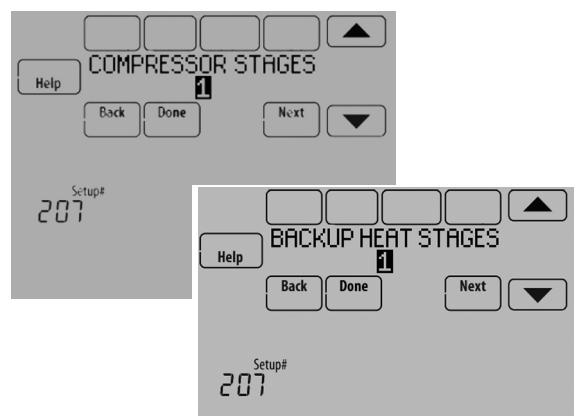 COMPRESSOR STAGES
Help
1
Back Done Next
Setup#
207
BACKUP HEAT STAGES
Help
1
Back Done Next
Setup#
207